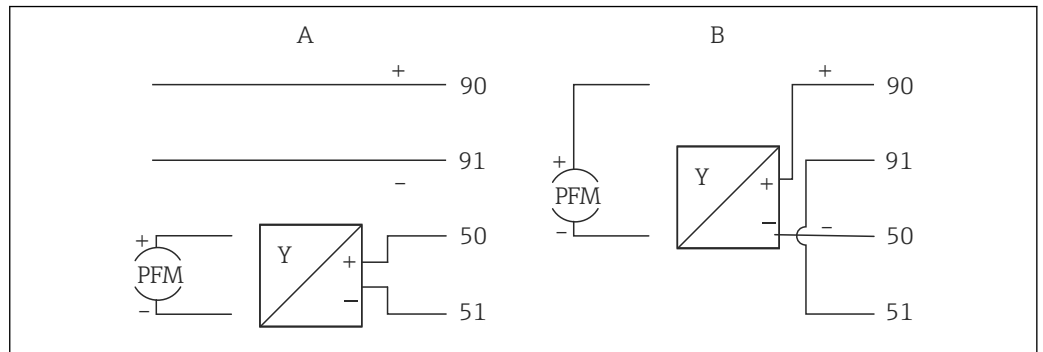 A
+ 90
91
–
+ 50
PFM Y +
– – 51
B
+ 90
+ 91
PFM Y +
– – – 50
51